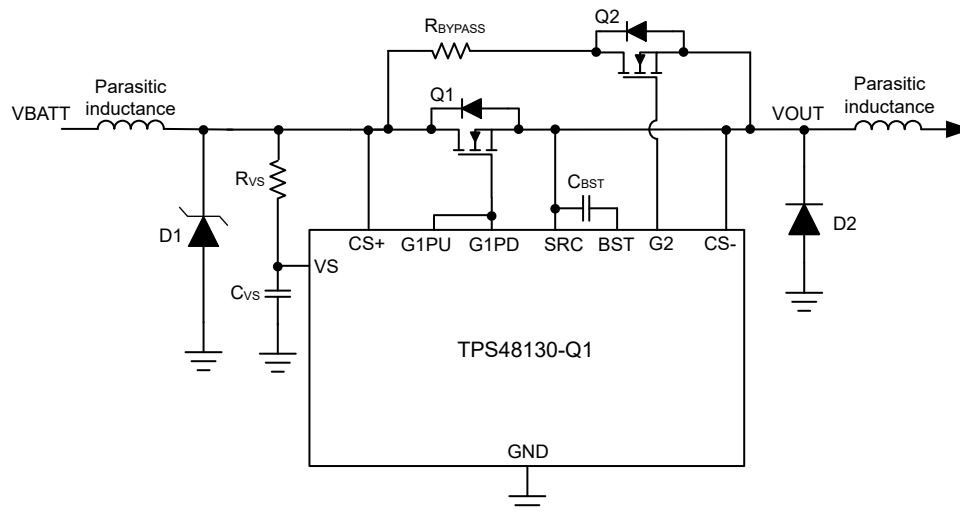 Q2
RBYPASS
Parasitic
inductance
Q1
Parasitic
inductance
VBATT
VOUT
RVS
CBST
D1
CS+
G1PU
G1PD
SRC
BST
G2
CS-
D2
VS
CVS
TPS48130-Q1
GND